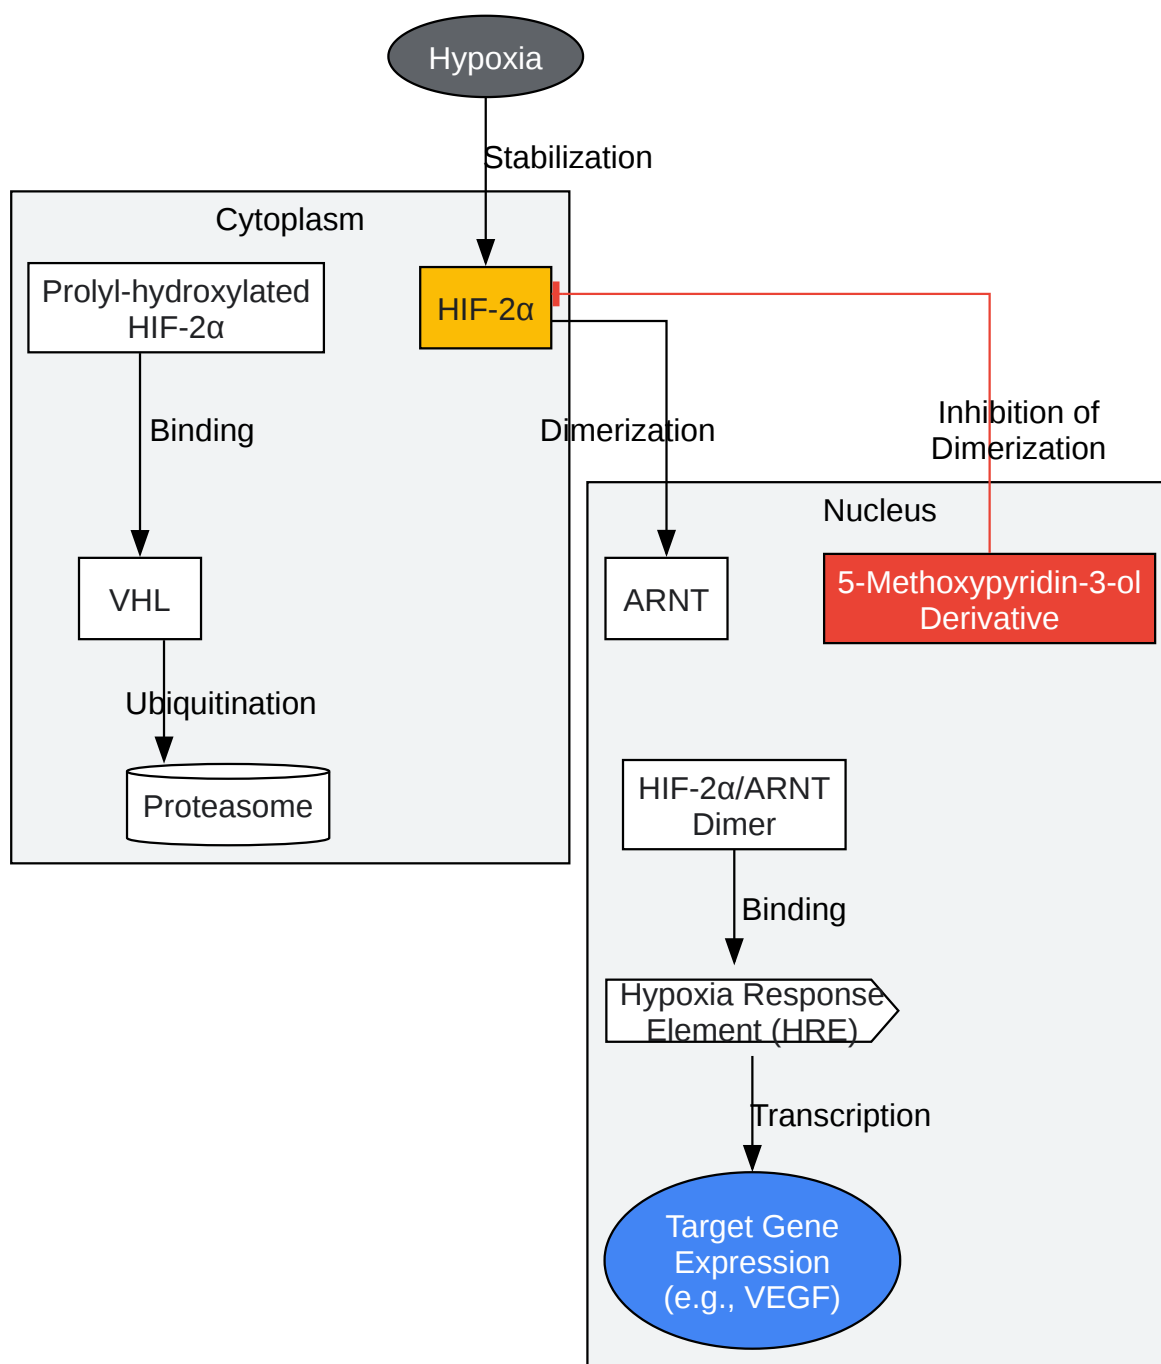 Hypoxia
Stabilization
Cytoplasm
Prolyl-hydroxylated
HIF-2α
HIF-2α
Binding
Dimerization
Inhibition of
Dimerization
Nucleus
VHL
ARNT
5-Methoxypyridin-3-ol
Derivative
Ubiquitination
Proteasome
HIF-2α/ARNT
Dimer
Binding
Hypoxia Response
Element (HRE)
Transcription
Target Gene
Expression
(e.g., VEGF)